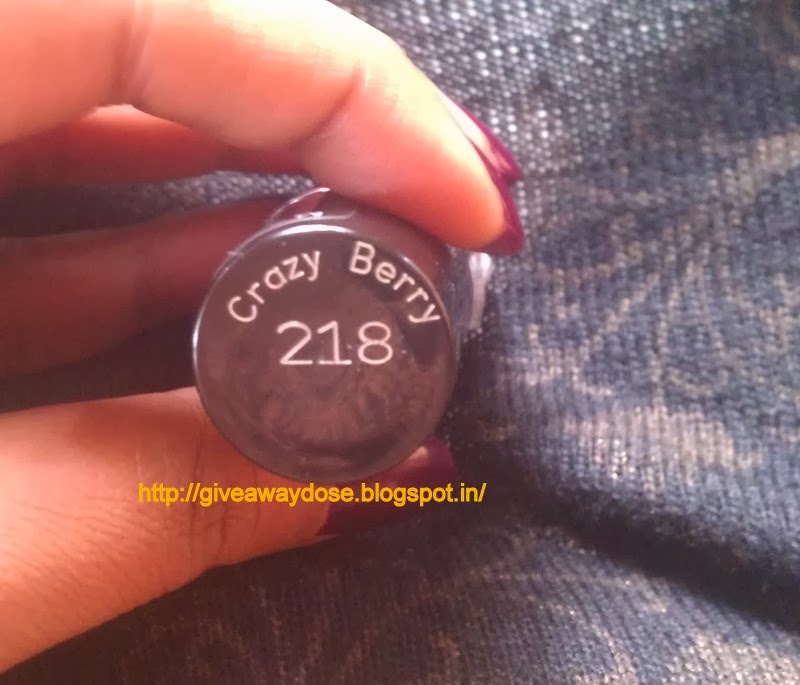 Crazy Berry
218
http://giveawaydose.blogspot.in/